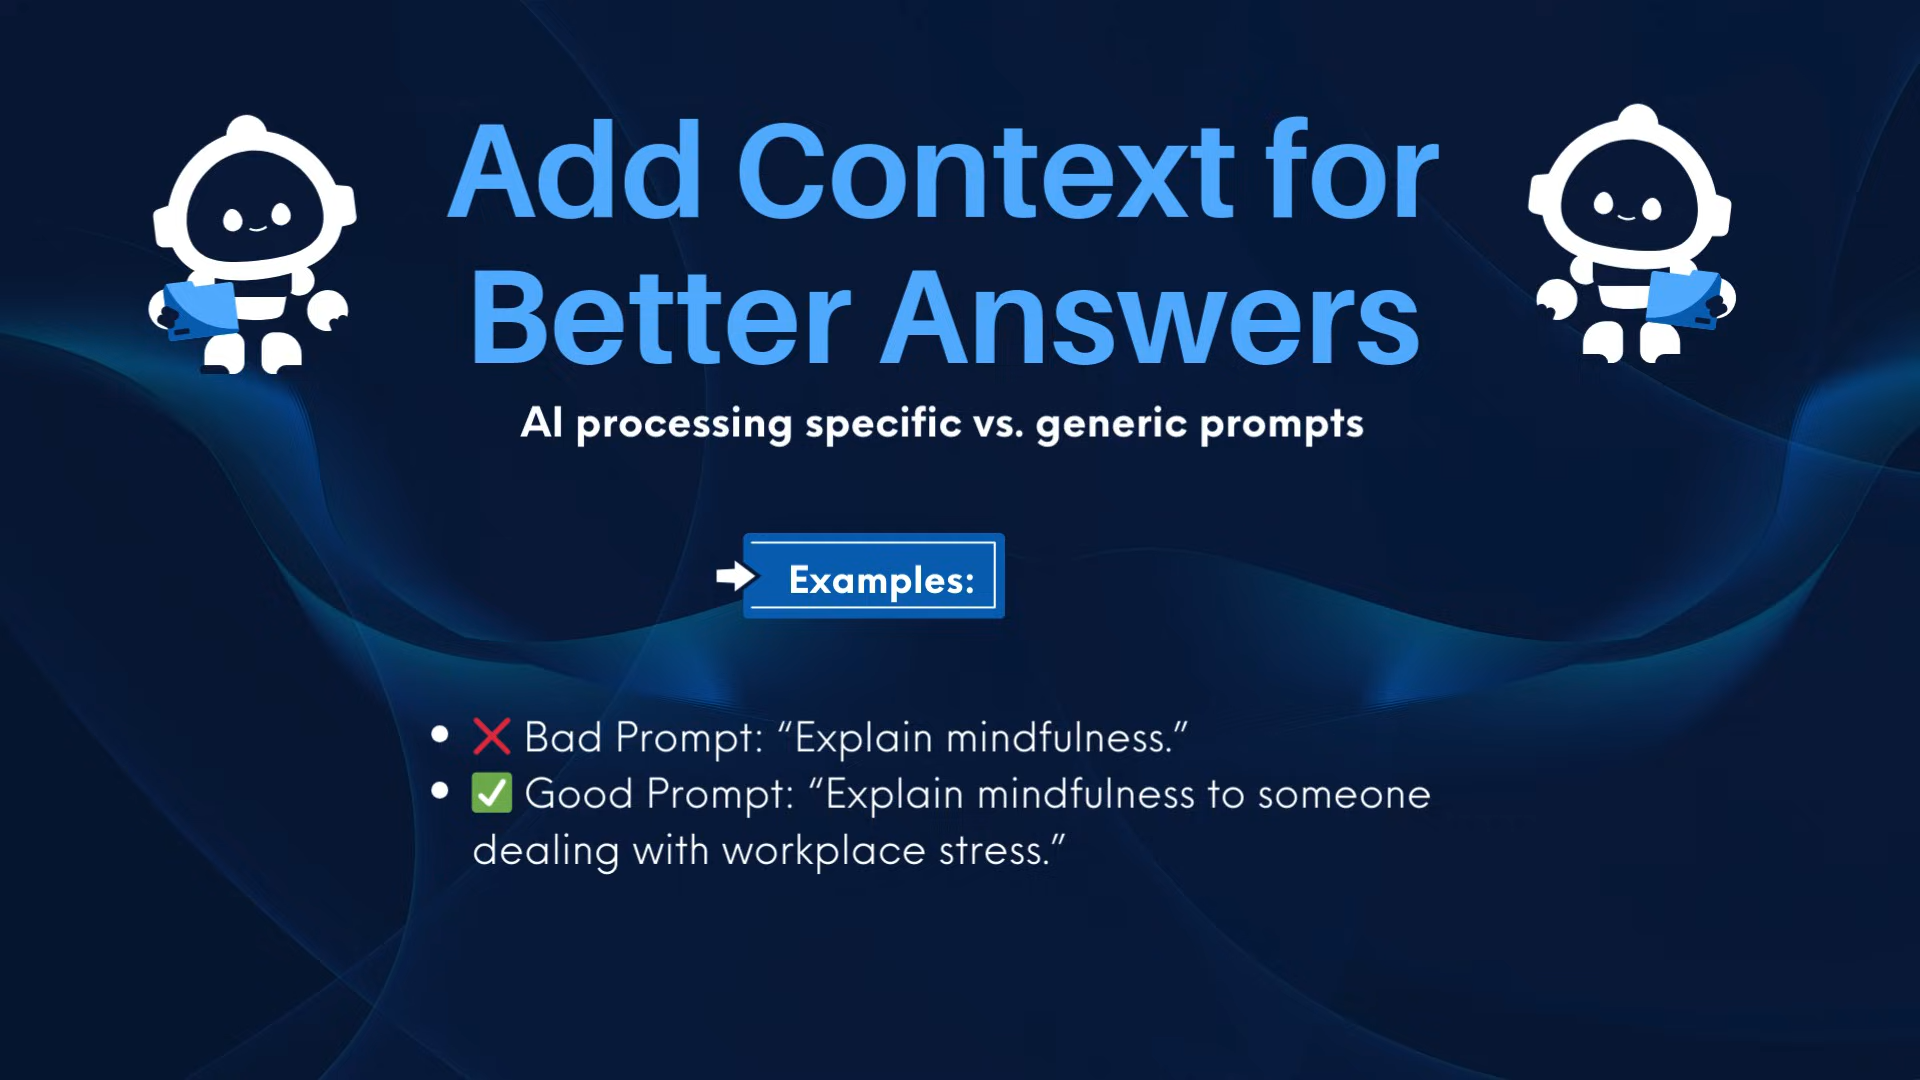 Add Context for
Better Answers
AI processing specific vs. generic prompts
Examples:
• ❌ Bad Prompt: “Explain mindfulness.”
• ✅ Good Prompt: “Explain mindfulness to someone
dealing with workplace stress.”